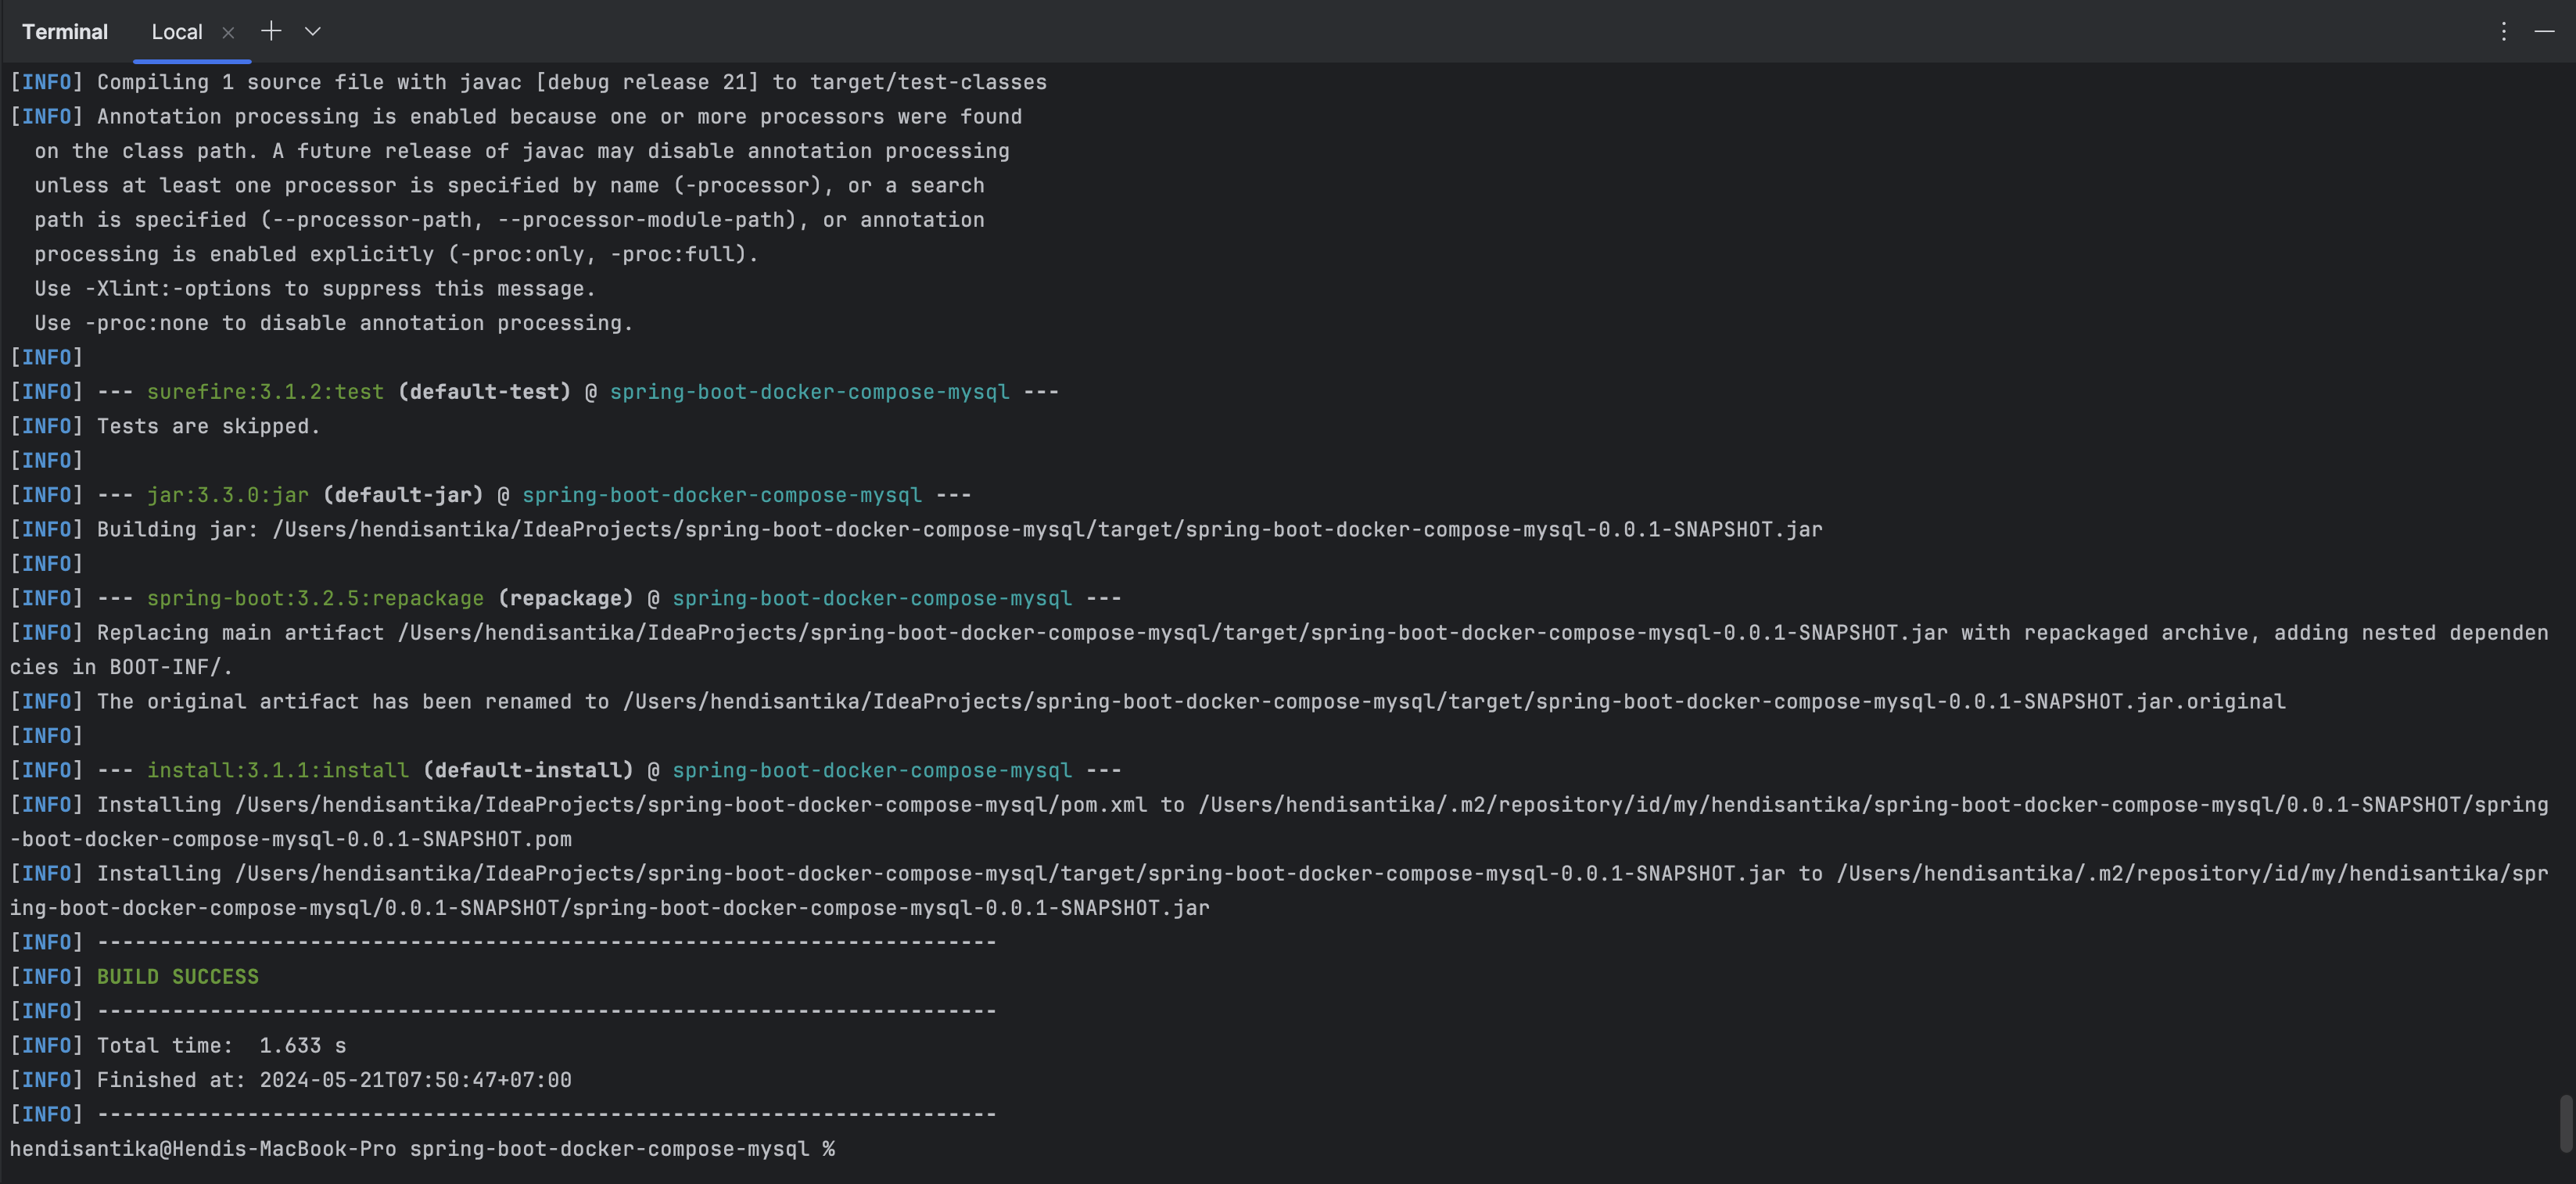 Terminal Local
[INFO] Compiling 1 source file with javac [debug release 21] to target/test-classes
[INFO] Annotation processing is enabled because one or more processors were found
  on the class path. A future release of javac may disable annotation processing
  unless at least one processor is specified by name (-processor), or a search
  path is specified (--processor-path, --processor-module-path), or annotation
  processing is enabled explicitly (-proc:only, -proc:full).
  Use -Xlint:-options to suppress this message.
  Use -proc:none to disable annotation processing.
[INFO]
[INFO] --- surefire:3.1.2:test (default-test) @ spring-boot-docker-compose-mysql ---
[INFO] Tests are skipped.
[INFO]
[INFO] --- jar:3.3.0:jar (default-jar) @ spring-boot-docker-compose-mysql ---
[INFO] Building jar: /Users/hendisantika/IdeaProjects/spring-boot-docker-compose-mysql/target/spring-boot-docker-compose-mysql-0.0.1-SNAPSHOT.jar
[INFO]
[INFO] --- spring-boot:3.2.5:repackage (repackage) @ spring-boot-docker-compose-mysql ---
[INFO] Replacing main artifact /Users/hendisantika/IdeaProjects/spring-boot-docker-compose-mysql/target/spring-boot-docker-compose-mysql-0.0.1-SNAPSHOT.jar with repackaged archive, adding nested dependen
cies in BOOT-INF/.
[INFO] The original artifact has been renamed to /Users/hendisantika/IdeaProjects/spring-boot-docker-compose-mysql/target/spring-boot-docker-compose-mysql-0.0.1-SNAPSHOT.jar.original
[INFO]
[INFO] --- install:3.1.1:install (default-install) @ spring-boot-docker-compose-mysql ---
[INFO] Installing /Users/hendisantika/IdeaProjects/spring-boot-docker-compose-mysql/pom.xml to /Users/hendisantika/.m2/repository/id/my/hendisantika/spring-boot-docker-compose-mysql/0.0.1-SNAPSHOT/spring
-boot-docker-compose-mysql-0.0.1-SNAPSHOT.pom
[INFO] Installing /Users/hendisantika/IdeaProjects/spring-boot-docker-compose-mysql/target/spring-boot-docker-compose-mysql-0.0.1-SNAPSHOT.jar to /Users/hendisantika/.m2/repository/id/my/hendisantika/spr
ing-boot-docker-compose-mysql/0.0.1-SNAPSHOT/spring-boot-docker-compose-mysql-0.0.1-SNAPSHOT.jar
[INFO] ------------------------------------------------------------------------
[INFO] BUILD SUCCESS
[INFO] ------------------------------------------------------------------------
[INFO] Total time:  1.633 s
[INFO] Finished at: 2024-05-21T07:50:47+07:00
[INFO] ------------------------------------------------------------------------
hendisantika@Hendis-MacBook-Pro spring-boot-docker-compose-mysql %